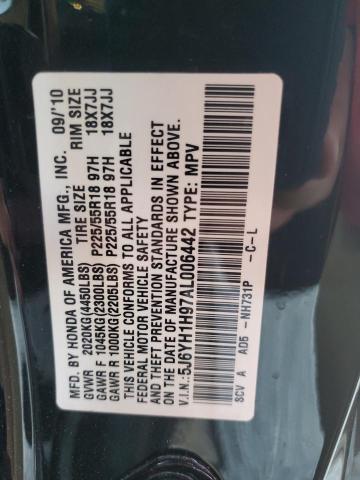 MFD. BY HONDA OF AMERICA MFG., INC. 09/'10
GVWR 2020KG(4450LBS) TIRE SIZE RIM SIZE
GAWR F 1045KG(2305LBS) P225/55R18 97H 18X7JJ
GAWR R 1000KG(2205LBS) P225/55R18 97H 18X7JJ
THIS VEHICLE CONFORMS TO ALL APPLICABLE
FEDERAL MOTOR VEHICLE SAFETY
AND THEFT PREVENTION STANDARDS IN EFFECT
ON THE DATE OF MANUFACTURE SHOWN ABOVE.
V.I.N.:5J6YH1H97AL006442 TYPE: MPV
SCV A AD5 -NH731P -C-L